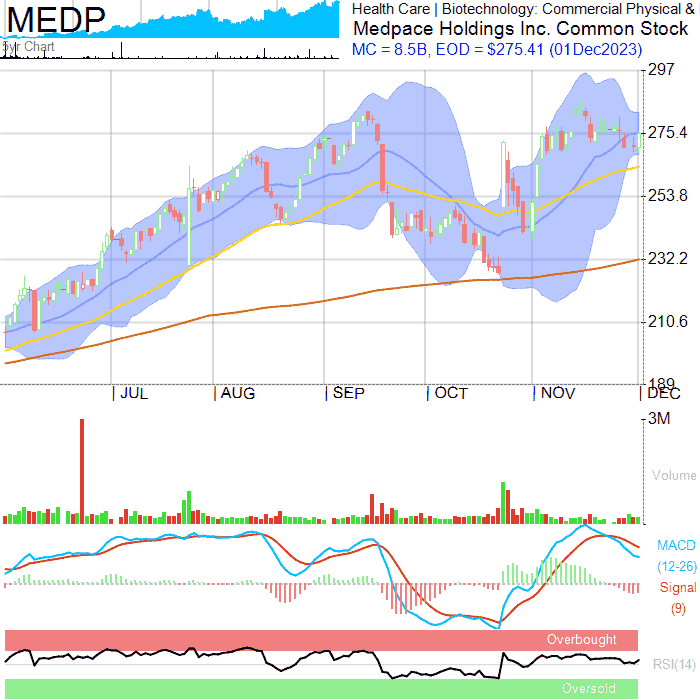 MEDP
5yr Chart
Health Care | Biotechnology: Commercial Physical &
Medpace Holdings Inc. Common Stock
MC = 8.5B, EOD = $275.41 (01Dec2023)
297
275.4
253.8
232.2
210.6
189
| JUL | AUG | SEP | OCT | NOV | DEC
3M
Volume
MACD
(12-26)
Signal
(9)
Overbought
RSI(14)
Oversold